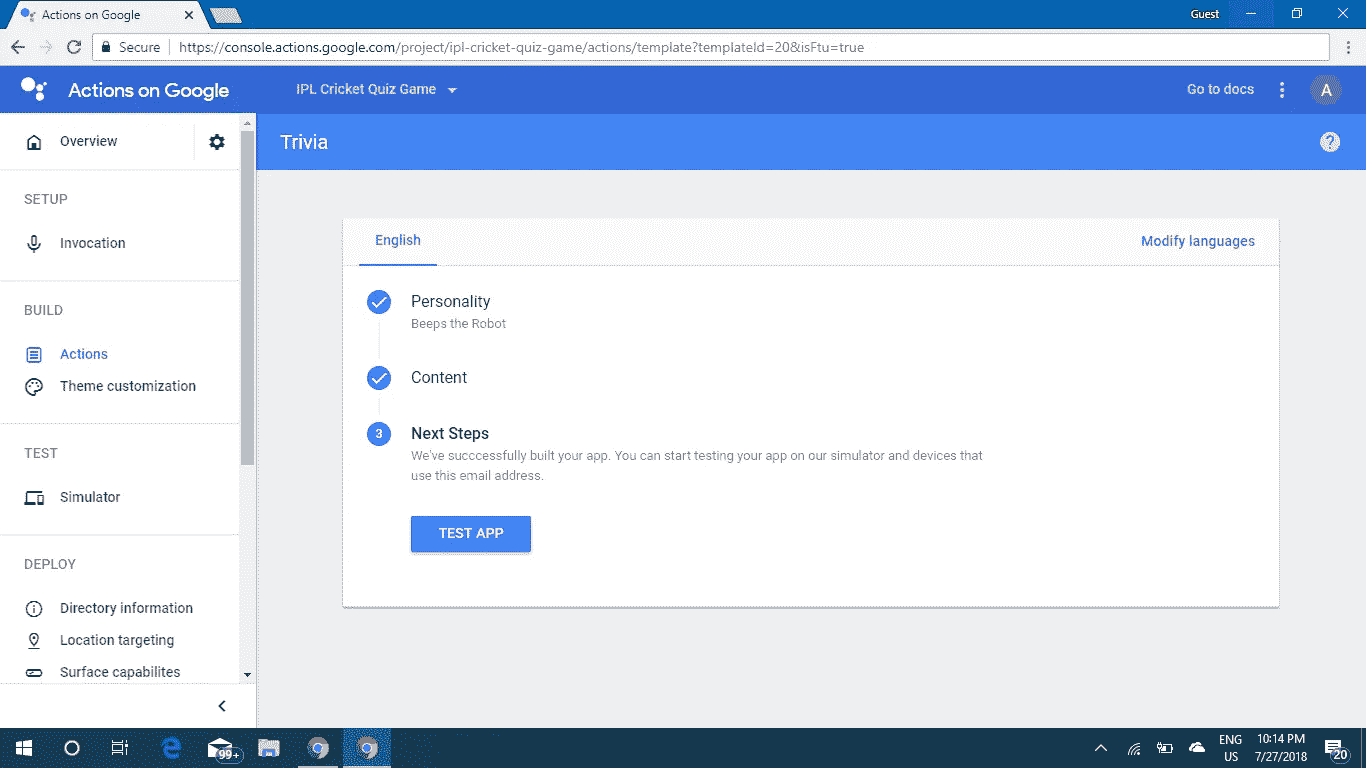 Actions on Google
Guest
Secure
https://console.actions.google.com/project/ipl-cricket-quiz-game/actions/template?templateId=20&isFtu=true
Actions on Google
IPL Cricket Quiz Game
Go to docs
A
Overview
Trivia
?
SETUP
Invocation
English
Modify languages
Personality
Beeps the Robot
BUILD
Actions
Theme customization
Content
3
Next Steps
We've succcessfully built your app. You can start testing your app on our simulator and devices that
use this email address.
TEST
Simulator
TEST APP
DEPLOY
Directory information
Location targeting
Surface capabilites
99+
ENG
US
10:14 PM
7/27/2018
20